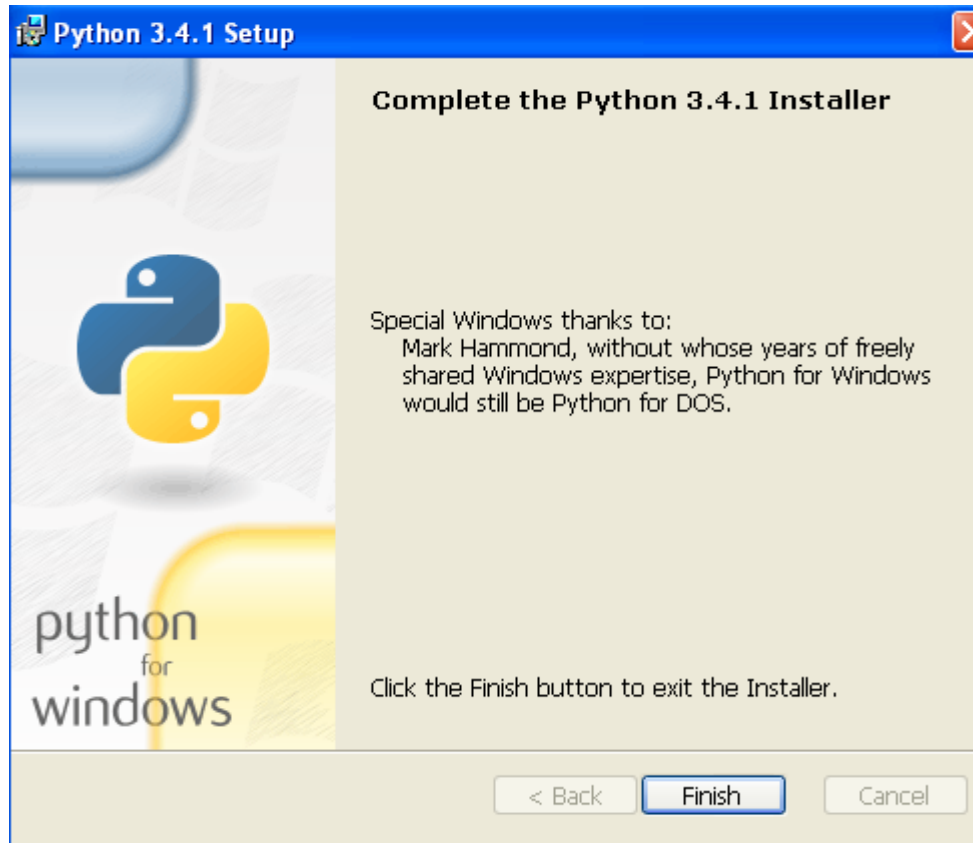 Python 3.4.1 Setup
Complete the Python 3.4.1 Installer
Special Windows thanks to:
Mark Hammond, without whose years of freely
shared Windows expertise, Python for Windows
would still be Python for DOS.
python
for
windows
Click the Finish button to exit the Installer.
< Back
Finish
Cancel